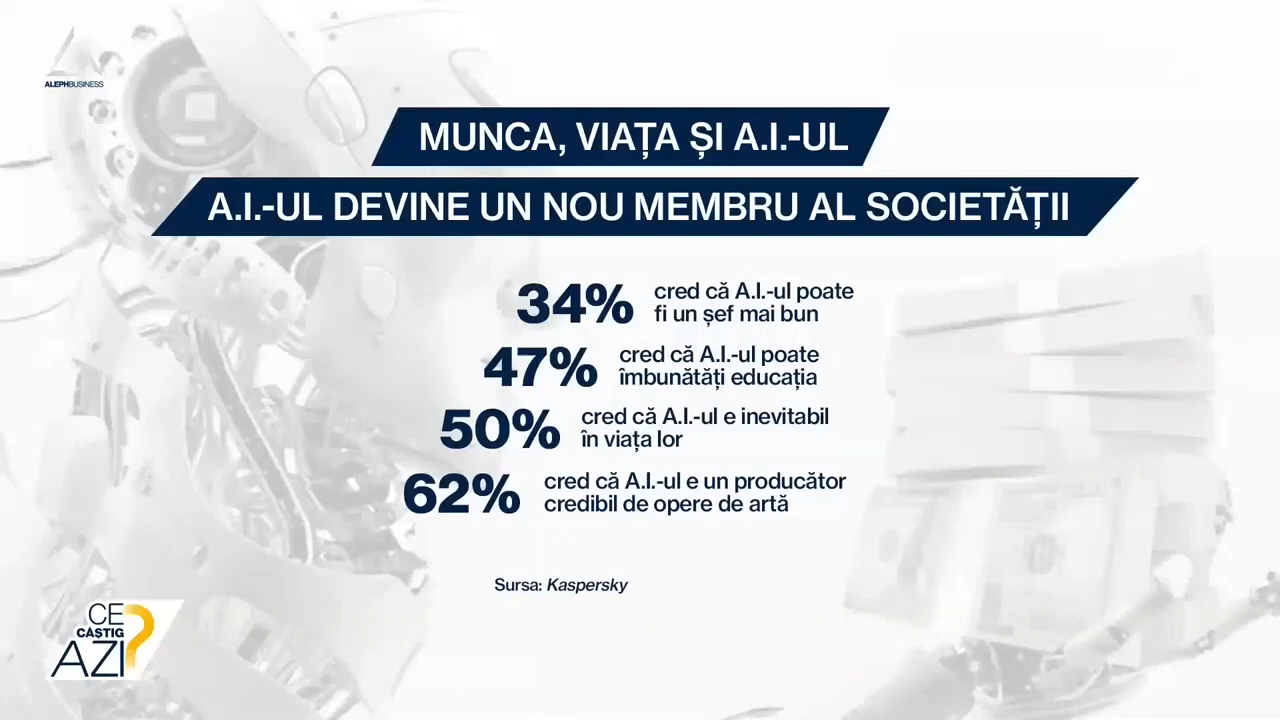 ALEPHBUSINESS
MUNCA, VIAȚA ȘI A.I.-UL
A.I.-UL DEVINE UN NOU MEMBRU AL SOCIETĂȚII
34% cred că A.I.-ul poate
fi un șef mai bun
47% cred că A.I.-ul poate
îmbunătăți educația
50% cred că A.I.-ul e inevitabil
în viața lor
62% cred că A.I.-ul e un producător
credibil de opere de artă
Sursa: Kaspersky
CE
CÂȘTIG
AZI?